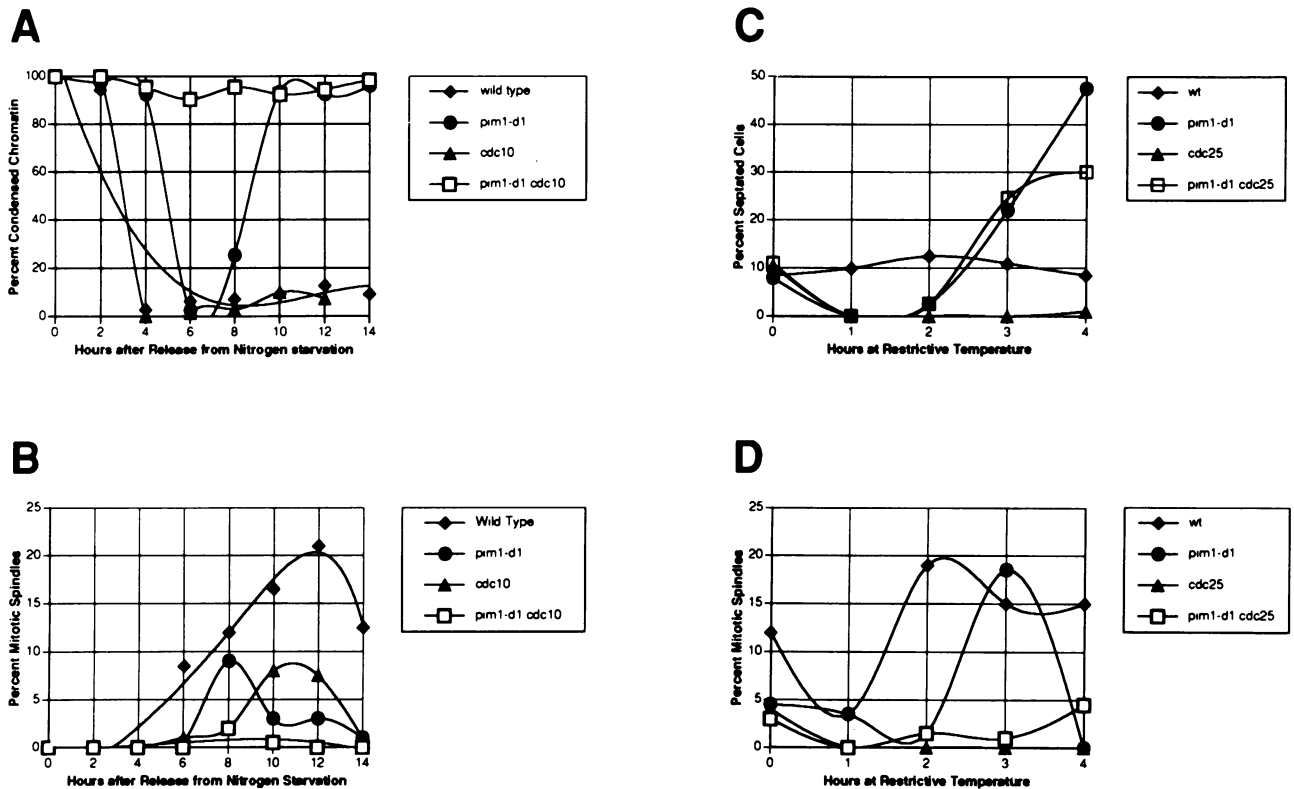 A
Percent Condensed Chromatin
100
80
60
40
20
0
0 2 4 6 8 10 12 14
Hours after Release from Nitrogen starvation
wild type
pim1-d1
cdc10
pim1-d1 cdc10
C
Percent Septated Cells
50
40
30
20
10
0
0 1 2 3 4
Hours at Restrictive Temperature
wt
pim1-d1
cdc25
pim1-d1 cdc25
B
Percent Mitotic Spindles
25
20
15
10
5
0
0 2 4 6 8 10 12 14
Hours after Release from Nitrogen Starvation
Wild Type
pim1-d1
cdc10
pim1-d1 cdc10
D
Percent Mitotic Spindles
25
20
15
10
5
0
0 1 2 3 4
Hours at Restrictive Temperature
wt
pim1-d1
cdc25
pim1-d1 cdc25